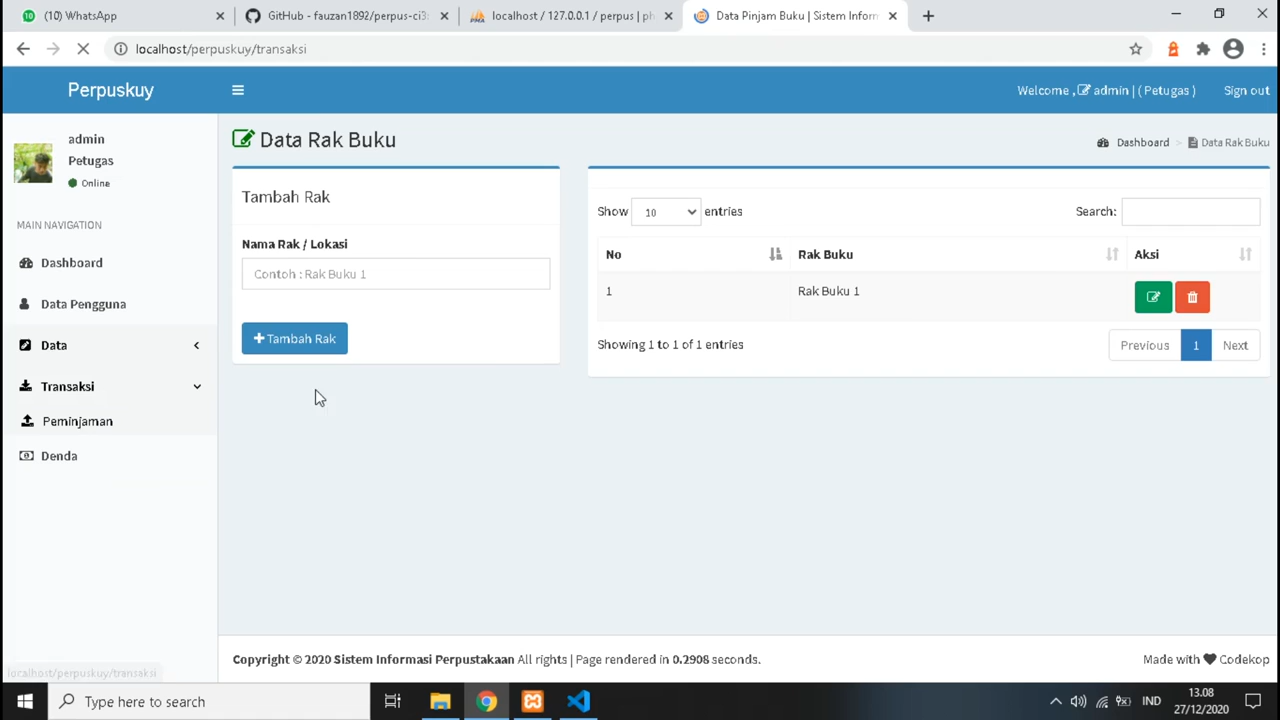 (10) WhatsApp
GitHub - fauzan1892/perpus-ci3
localhost / 127.0.0.1 / perpus | ph
Data Pinjam Buku | Sistem Inform
localhost/perpuskuy/transaksi
Perpuskuy
Welcome , admin | ( Petugas )
Sign out
admin
Petugas
Online
MAIN NAVIGATION
Dashboard
Data Pengguna
Data
Transaksi
Peminjaman
Denda
Data Rak Buku
Dashboard > Data Rak Buku
Tambah Rak
Nama Rak / Lokasi
Contoh : Rak Buku 1
Tambah Rak
Show 10 entries
Search:
No Rak Buku Aksi
1 Rak Buku 1
Showing 1 to 1 of 1 entries
Previous 1 Next
Copyright © 2020 Sistem Informasi Perpustakaan All rights | Page rendered in 0.2908 seconds.
Made with Codekop
localhost/perpuskuy/transaksi
Type here to search
IND
13.08
27/12/2020